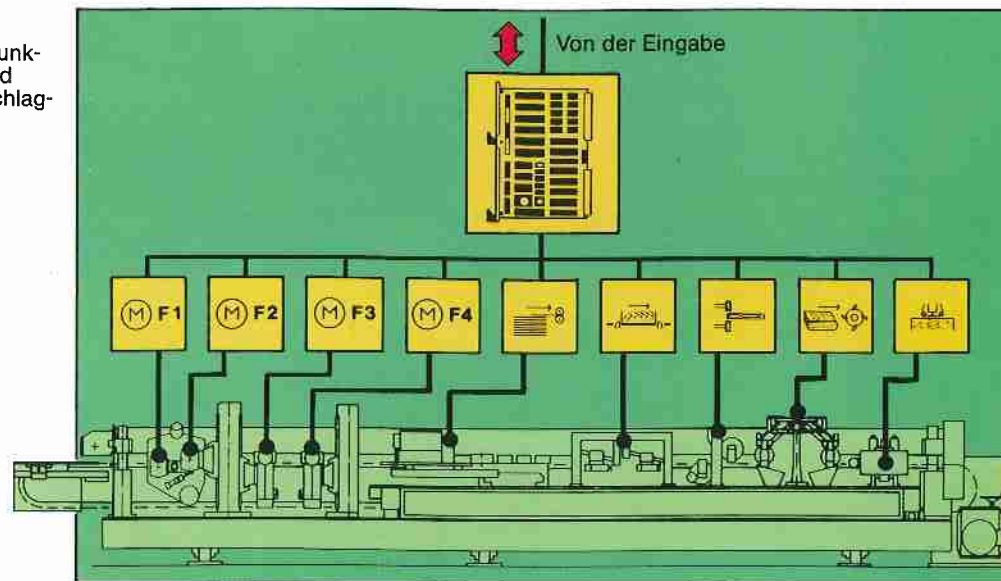 unk-
d
chlag-
Von der Eingabe
M F1
M F2
M F3
M F4